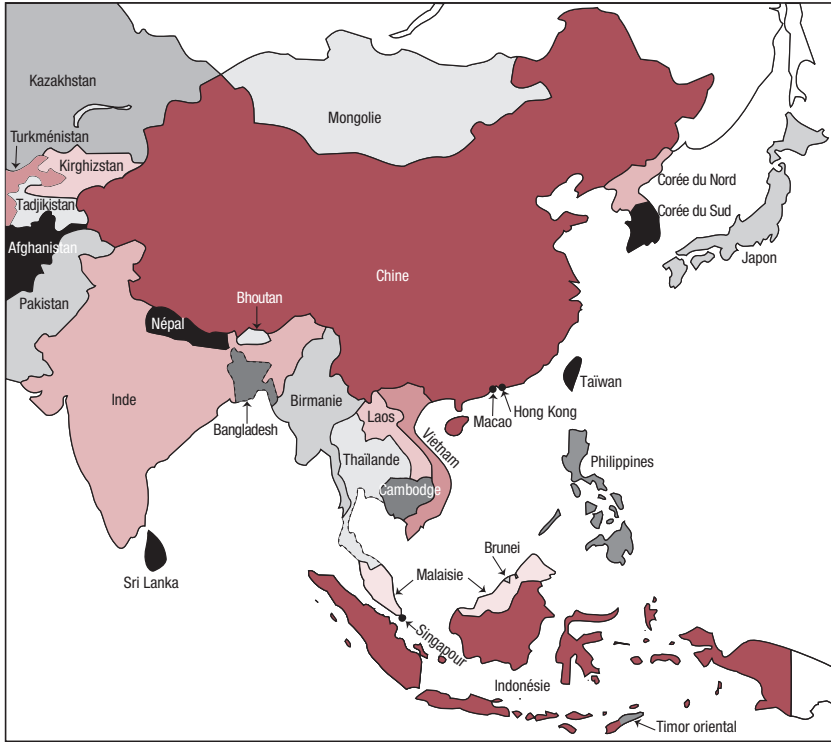 Kazakhstan
Mongolie
Turkménistan
Kirghizstan
Corée du Nord
Tadjikistan
Corée du Sud
Afghanistan
Japon
Chine
Pakistan
Bhoutan
Népal
Taïwan
Inde
Birmanie
Hong Kong
Laos
Macao
Bangladesh
Vietnam
Thaïlande
Philippines
Cambodge
Brunei
Malaisie
Sri Lanka
Singapour
Indonésie
Timor oriental